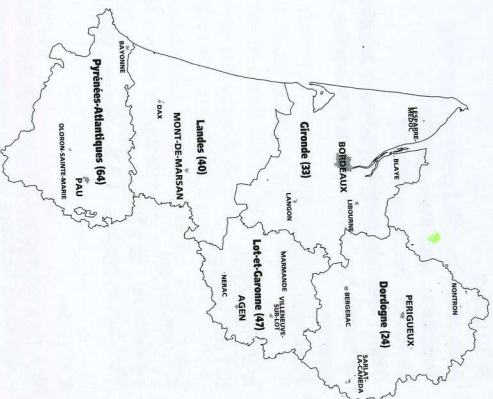 NONTRON
PERIGUEUX
Dordogne (24)
BERGERAC
SARLAT-
LA-CANEDA
LESPARRE-
MEDOC
BLAYE
BORDEAUX
LIBOURNE
Gironde (33)
LANGON
MARMANDE
VILLENEUVE-
SUR-LOT
Lot-et-Garonne (47)
AGEN
NERAC
Landes (40)
MONT-DE-MARSAN
DAX
BAYONNE
Pyrénées-Atlantiques (64)
PAU
OLORON-SAINTE-MARIE